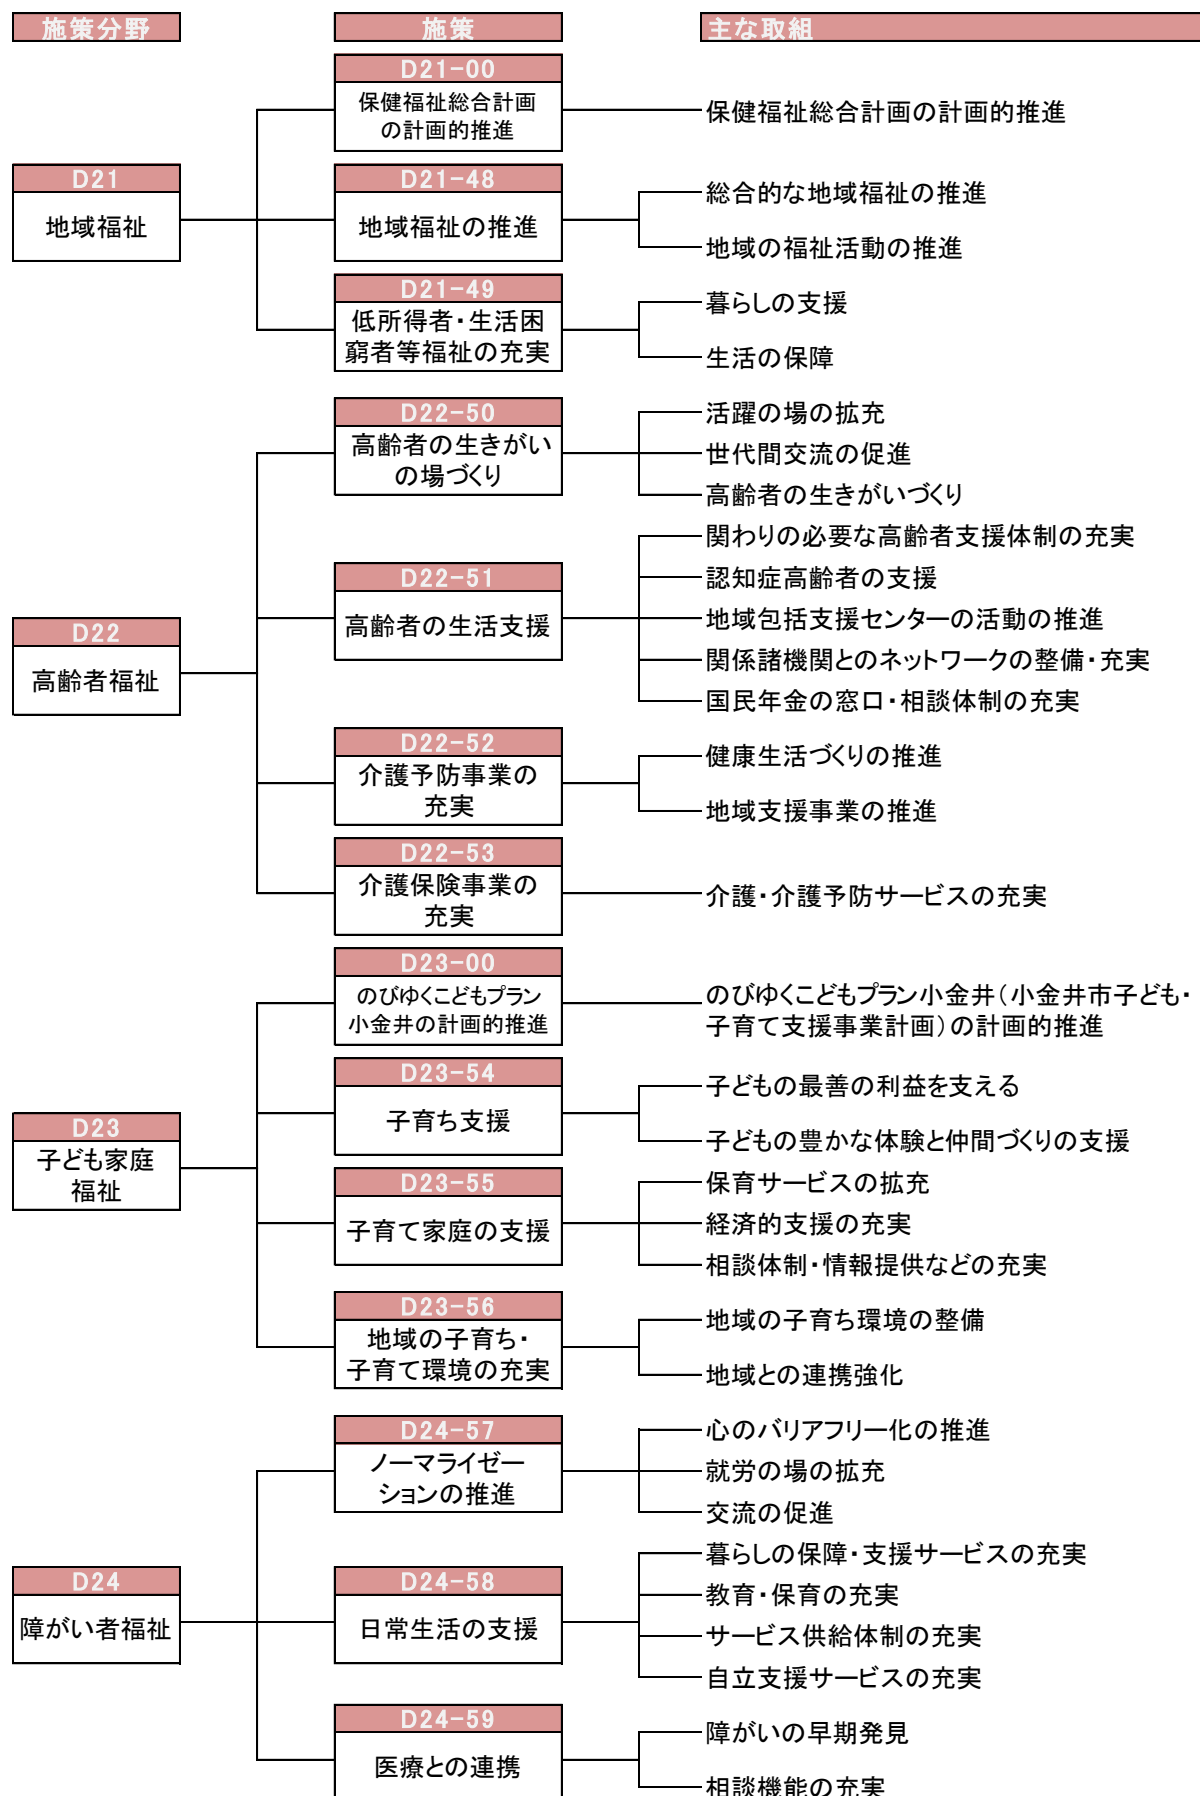 施策分野
施策
主な取組
D21-00
保健福祉総合計画
の計画的推進
保健福祉総合計画の計画的推進
D21
地域福祉
D21-48
地域福祉の推進
総合的な地域福祉の推進
地域の福祉活動の推進
D21-49
低所得者・生活困
窮者等福祉の充実
暮らしの支援
生活の保障
D22-50
高齢者の生きがい
の場づくり
活躍の場の拡充
世代間交流の促進
高齢者の生きがいづくり
D22-51
高齢者の生活支援
関わりの必要な高齢者支援体制の充実
認知症高齢者の支援
地域包括支援センターの活動の推進
関係諸機関とのネットワークの整備・充実
国民年金の窓口・相談体制の充実
D22
高齢者福祉
D22-52
介護予防事業の
充実
健康生活づくりの推進
地域支援事業の推進
D22-53
介護保険事業の
充実
介護・介護予防サービスの充実
D23-00
のびゆくこどもプラン
小金井の計画的推進
のびゆくこどもプラン小金井（小金井市子ども・
子育て支援事業計画）の計画的推進
D23-54
子育ち支援
子どもの最善の利益を支える
子どもの豊かな体験と仲間づくりの支援
D23
子ども家庭
福祉
D23-55
子育て家庭の支援
保育サービスの拡充
経済的支援の充実
相談体制・情報提供などの充実
D23-56
地域の子育ち・
子育て環境の充実
地域の子育ち環境の整備
地域との連携強化
D24-57
ノーマライゼー
ションの推進
心のバリアフリー化の推進
就労の場の拡充
交流の促進
D24
障がい者福祉
D24-58
日常生活の支援
暮らしの保障・支援サービスの充実
教育・保育の充実
サービス供給体制の充実
自立支援サービスの充実
D24-59
医療との連携
障がいの早期発見
相談機能の充実